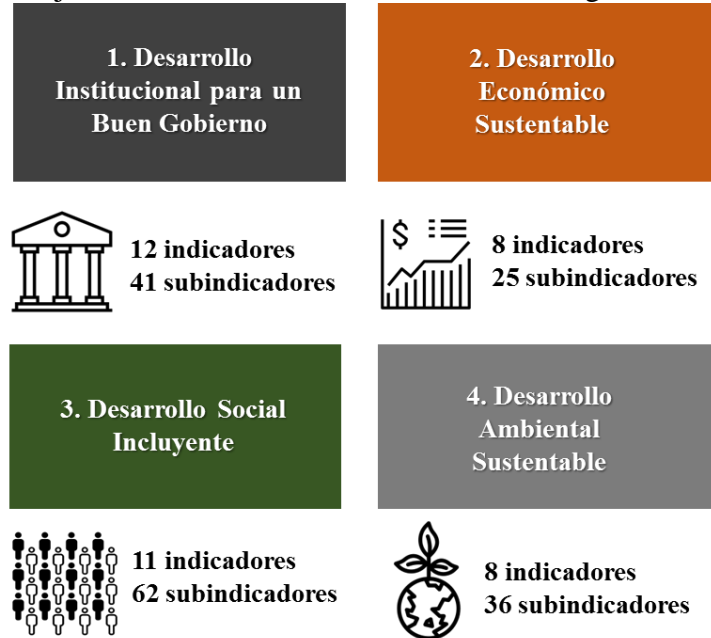 1. Desarrollo
Institucional para un
Buen Gobierno
2. Desarrollo
Económico
Sustentable
12 indicadores
41 subindicadores
$
8 indicadores
25 subindicadores
3. Desarrollo Social
Incluyente
4. Desarrollo
Ambiental
Sustentable
11 indicadores
62 subindicadores
8 indicadores
36 subindicadores